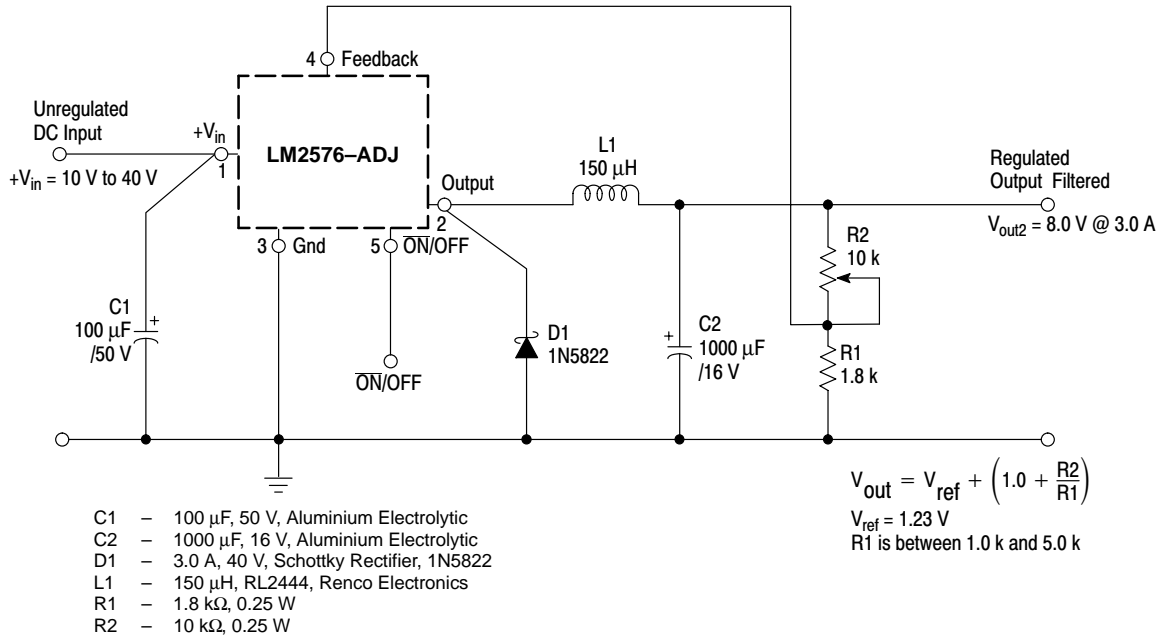 4 Feedback
Unregulated
DC Input
+Vin
1
+Vin = 10 V to 40 V
LM2576–ADJ
L1
150 μH
Output
2
Regulated
Output Filtered
Vout2 = 8.0 V @ 3.0 A
3 Gnd
5 O̅N̅/OFF
R2
10 k
C1
100 μF
/50 V
+
O̅N̅/OFF
D1
1N5822
+
C2
1000 μF
/16 V
R1
1.8 k
Vout = Vref + (1.0 + R2/R1)
Vref = 1.23 V
R1 is between 1.0 k and 5.0 k
C1 – 100 μF, 50 V, Aluminium Electrolytic
C2 – 1000 μF, 16 V, Aluminium Electrolytic
D1 – 3.0 A, 40 V, Schottky Rectifier, 1N5822
L1 – 150 μH, RL2444, Renco Electronics
R1 – 1.8 kΩ, 0.25 W
R2 – 10 kΩ, 0.25 W